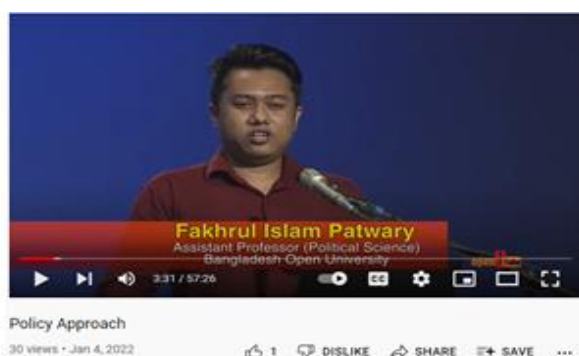 Fakhrul Islam Patwary
Assistant Professor (Political Science)
Bangladesh Open University
3:31 / 57:26
CC
Policy Approach
30 views • Jan 4, 2022
1 DISLIKE SHARE SAVE